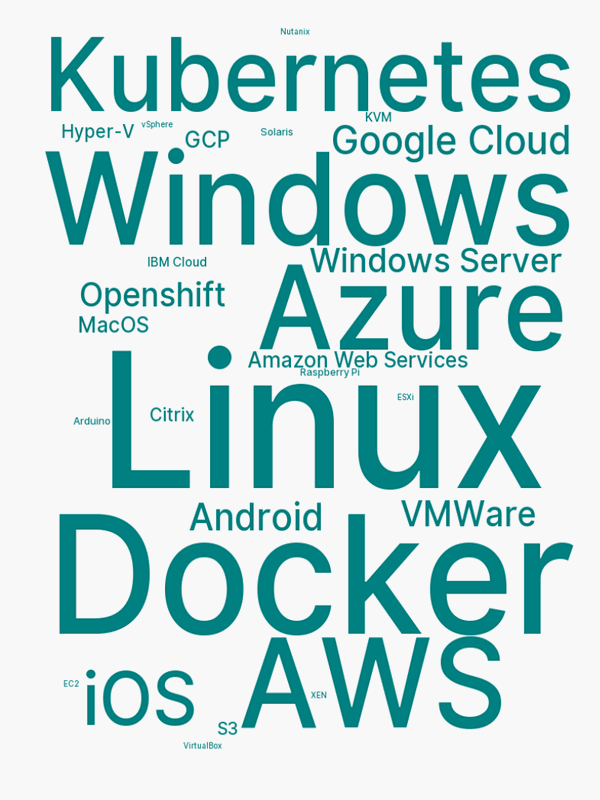 Nutanix
Kubernetes
KVM
Hyper-V
vSphere
GCP
Solaris
Google Cloud
Windows
IBM Cloud
Windows Server
Openshift
Azure
MacOS
Amazon Web Services
Raspberry Pi
Linux
ESXi
Arduino
Citrix
Android
VMWare
Docker
AWS
EC2
iOS
XEN
S3
VirtualBox